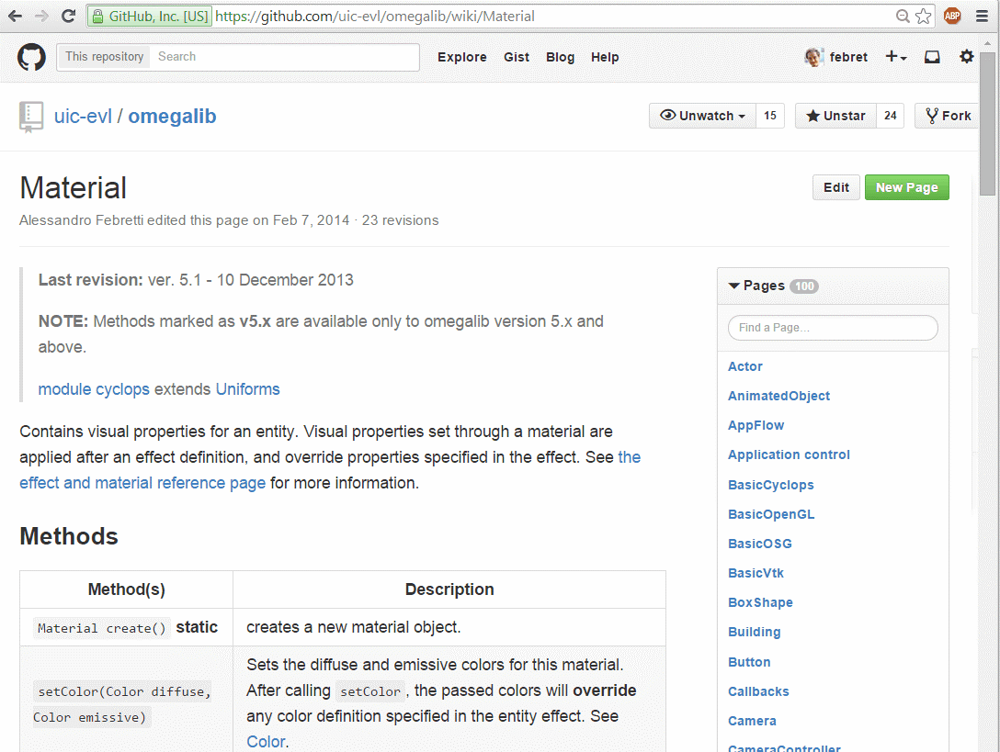 GitHub, Inc. [US] https://github.com/uic-evl/omegalib/wiki/Material
ABP
This repository Search Explore Gist Blog Help febret
uic-evl / omegalib
Unwatch 15 Unstar 24 Fork
Material
Edit New Page
Alessandro Febretti edited this page on Feb 7, 2014 · 23 revisions
Last revision: ver. 5.1 - 10 December 2013
NOTE: Methods marked as v5.x are available only to omegalib version 5.x and
above.
module cyclops extends Uniforms
Contains visual properties for an entity. Visual properties set through a material are
applied after an effect definition, and override properties specified in the effect. See the
effect and material reference page for more information.
Methods
Method(s) Description
Material create() static creates a new material object.
setColor(Color diffuse,
Color emissive)
Sets the diffuse and emissive colors for this material.
After calling setColor, the passed colors will override
any color definition specified in the entity effect. See
Color.
Pages 100
Find a Page…
Actor
AnimatedObject
AppFlow
Application control
BasicCyclops
BasicOpenGL
BasicOSG
BasicVtk
BoxShape
Building
Button
Callbacks
Camera
CameraController